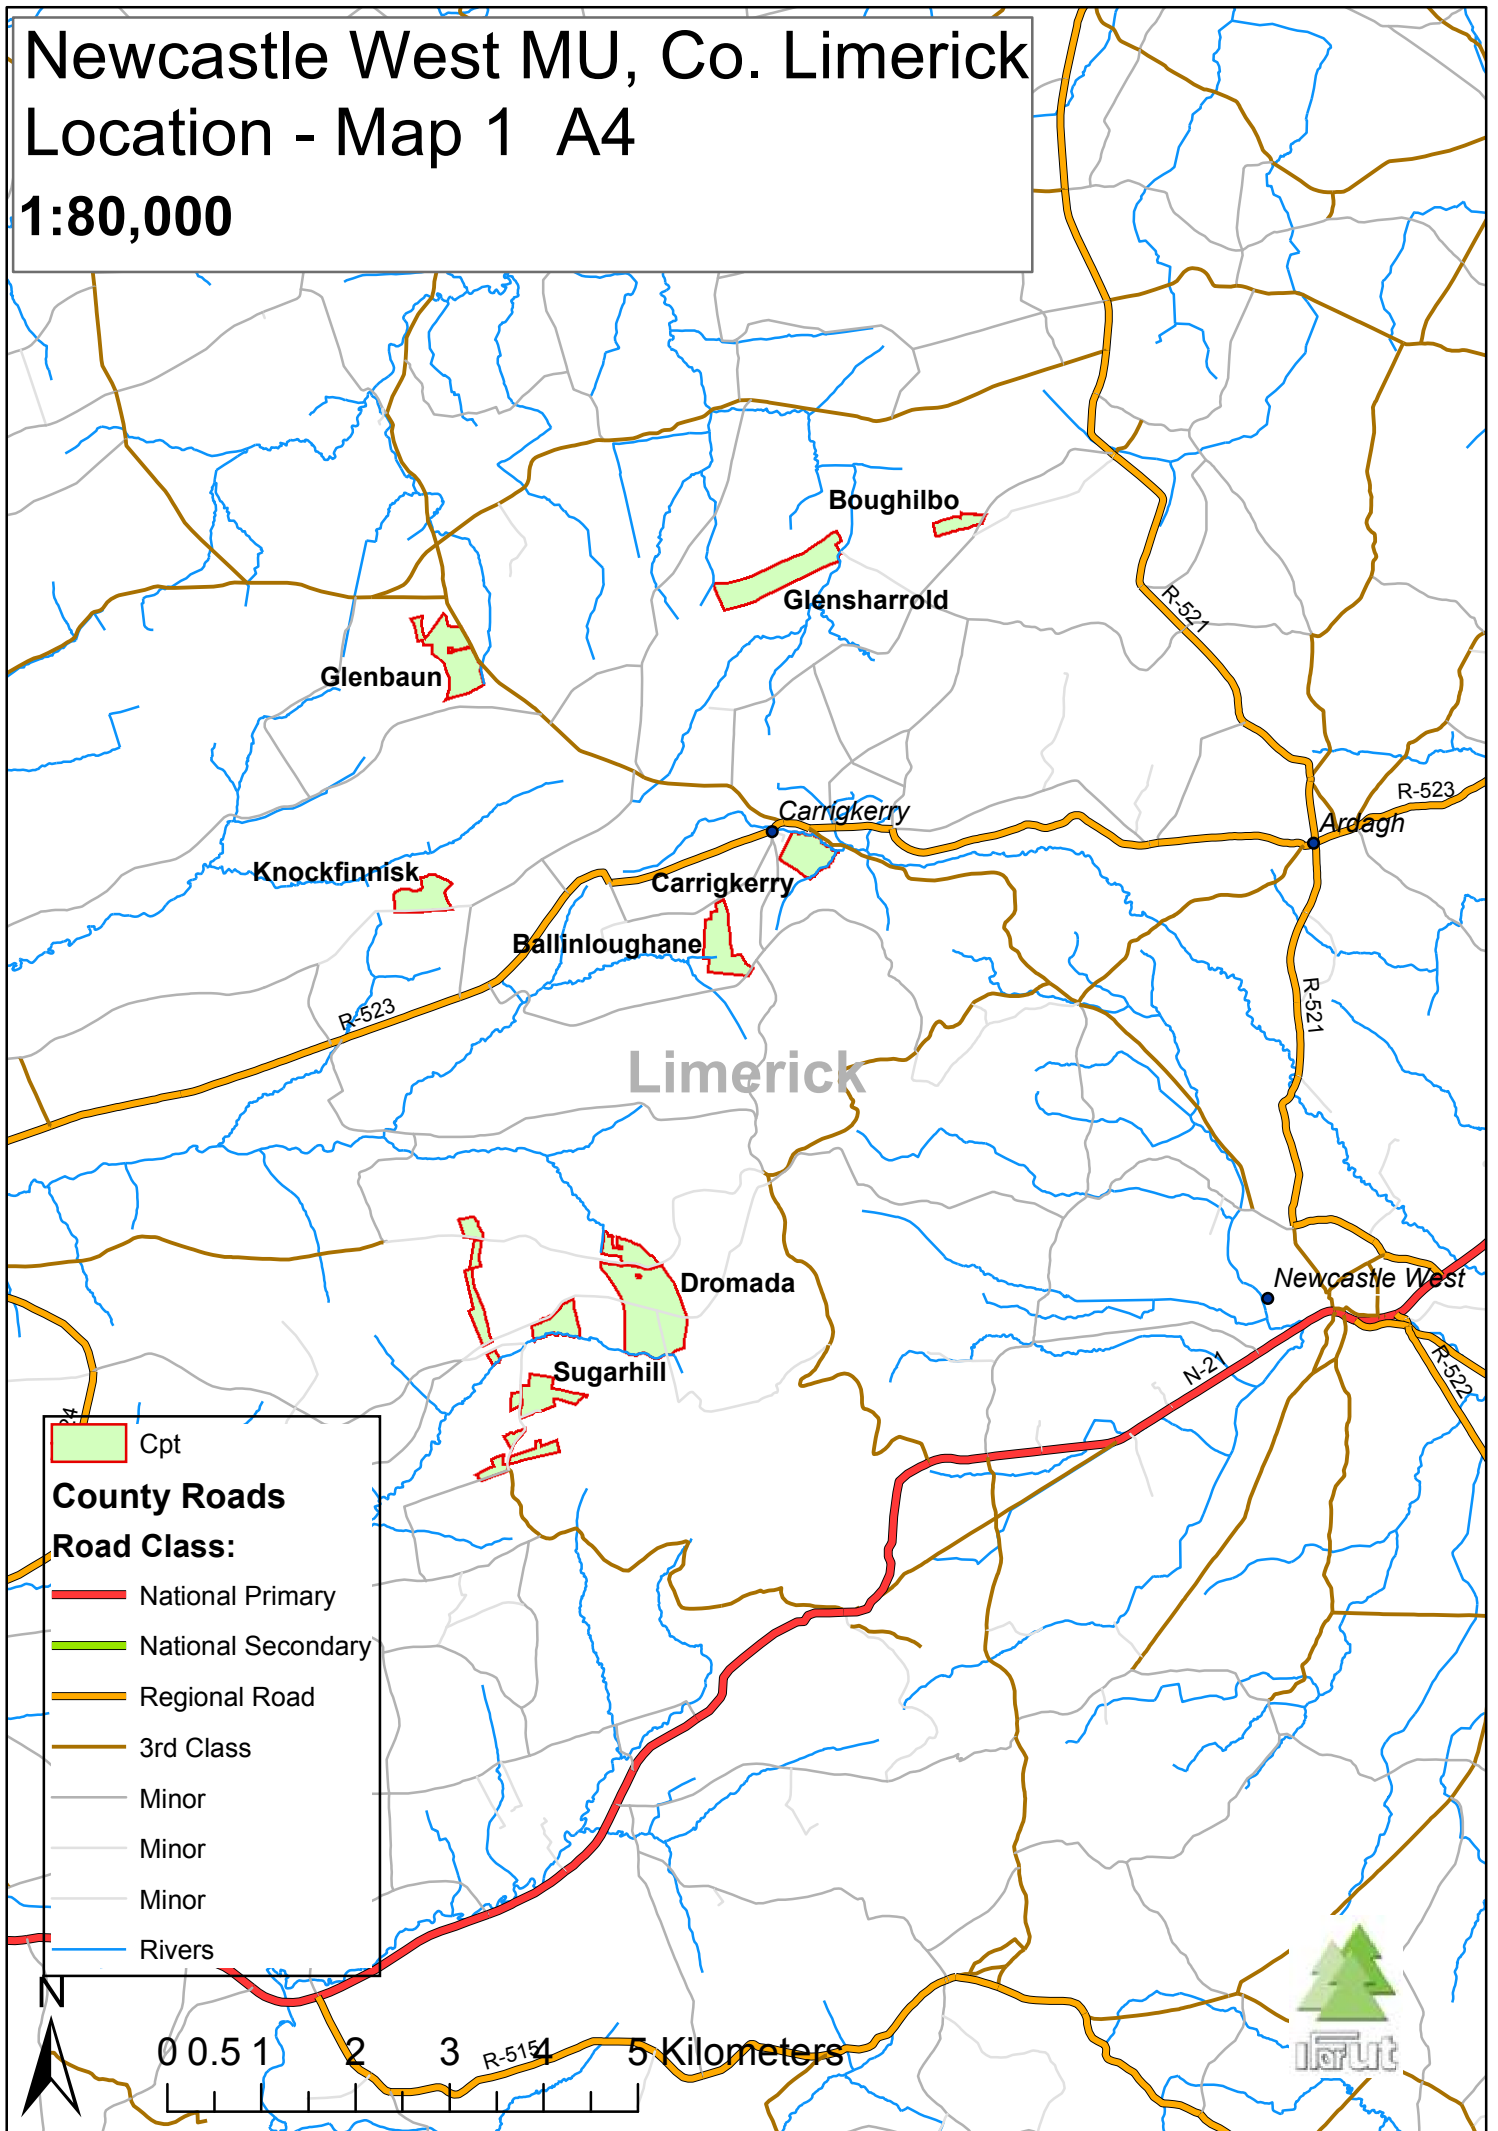 Newcastle West MU, Co. Limerick
Location - Map 1 A4
1:80,000
Boughilbo
Glensharrold
R-521
Glenbaun
R-523
Carrigkerry
Ardagh
Knockfinnisk
Carrigkerry
Ballinloughane
R-521
R-523
Limerick
Dromada
Newcastle West
N-21
R-522
Sugarhill
24
Cpt
County Roads
Road Class:
National Primary
National Secondary
Regional Road
3rd Class
Minor
Minor
Minor
Rivers
N
0 0.5 1 2 3 4 5 Kilometers
R-515